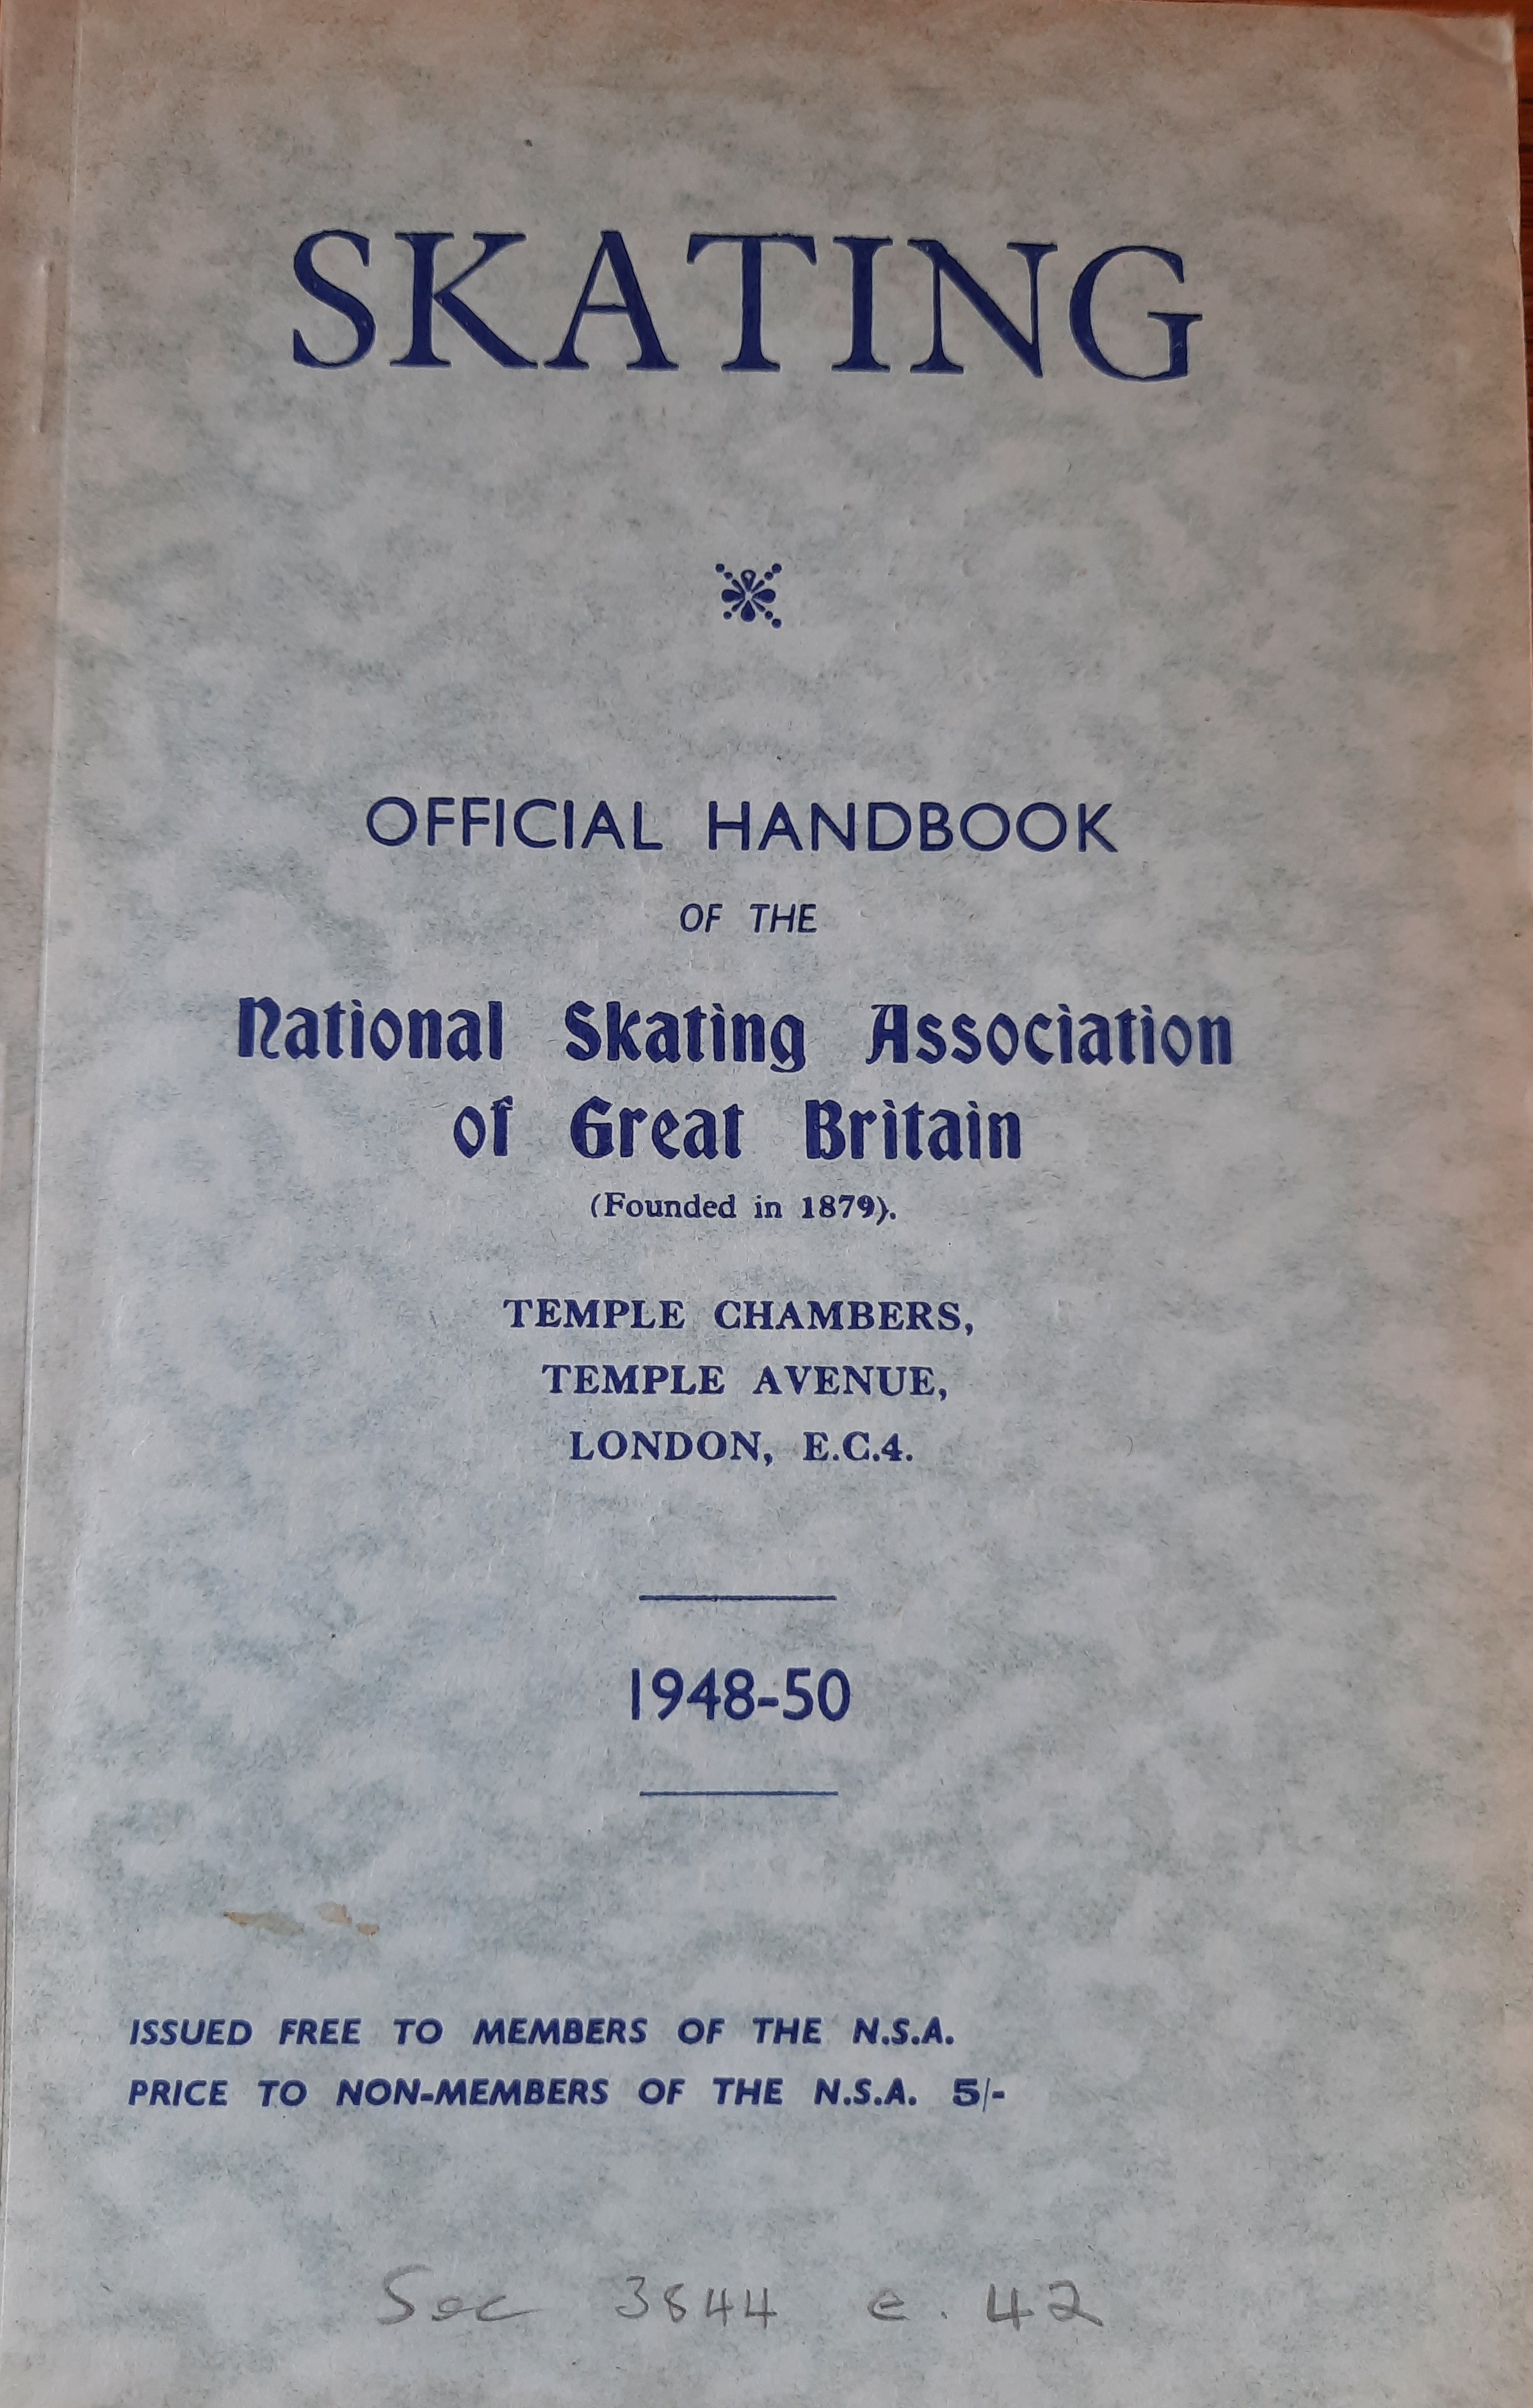 SKATING
OFFICIAL HANDBOOK
OF THE
National Skating Association
of Great Britain
(Founded in 1879).
TEMPLE CHAMBERS,
TEMPLE AVENUE,
LONDON, E.C.4.
1948-50
ISSUED FREE TO MEMBERS OF THE N.S.A.
PRICE TO NON-MEMBERS OF THE N.S.A. 5/-
Soc 3844 e. 42